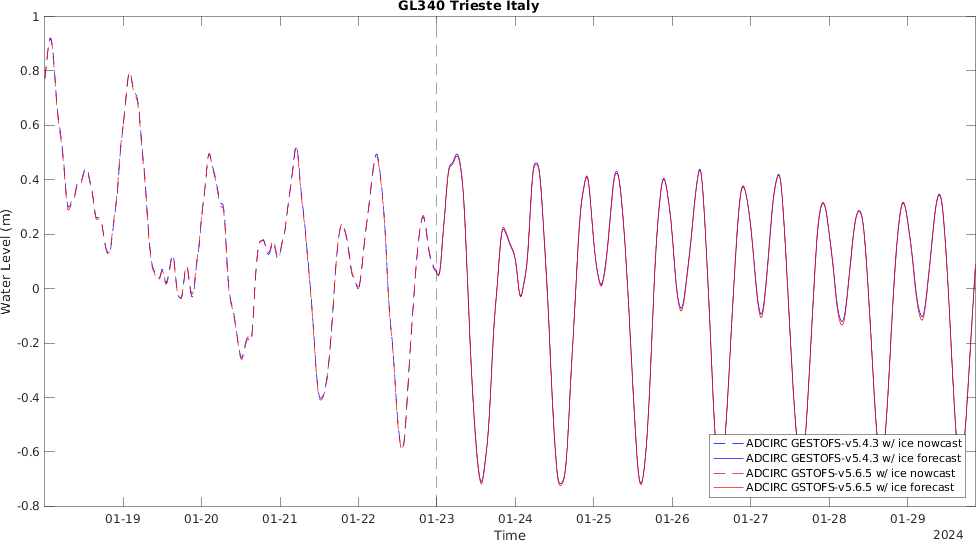 GL340 Trieste Italy
1
0.8
0.6
0.4
0.2
0
-0.2
-0.4
-0.6
-0.8
Water Level (m)
ADCIRC GESTOFS-v5.4.3 w/ ice nowcast
ADCIRC GESTOFS-v5.4.3 w/ ice forecast
ADCIRC GSTOFS-v5.6.5 w/ ice nowcast
ADCIRC GSTOFS-v5.6.5 w/ ice forecast
01-19 01-20 01-21 01-22 01-23 01-24 01-25 01-26 01-27 01-28 01-29
Time
2024